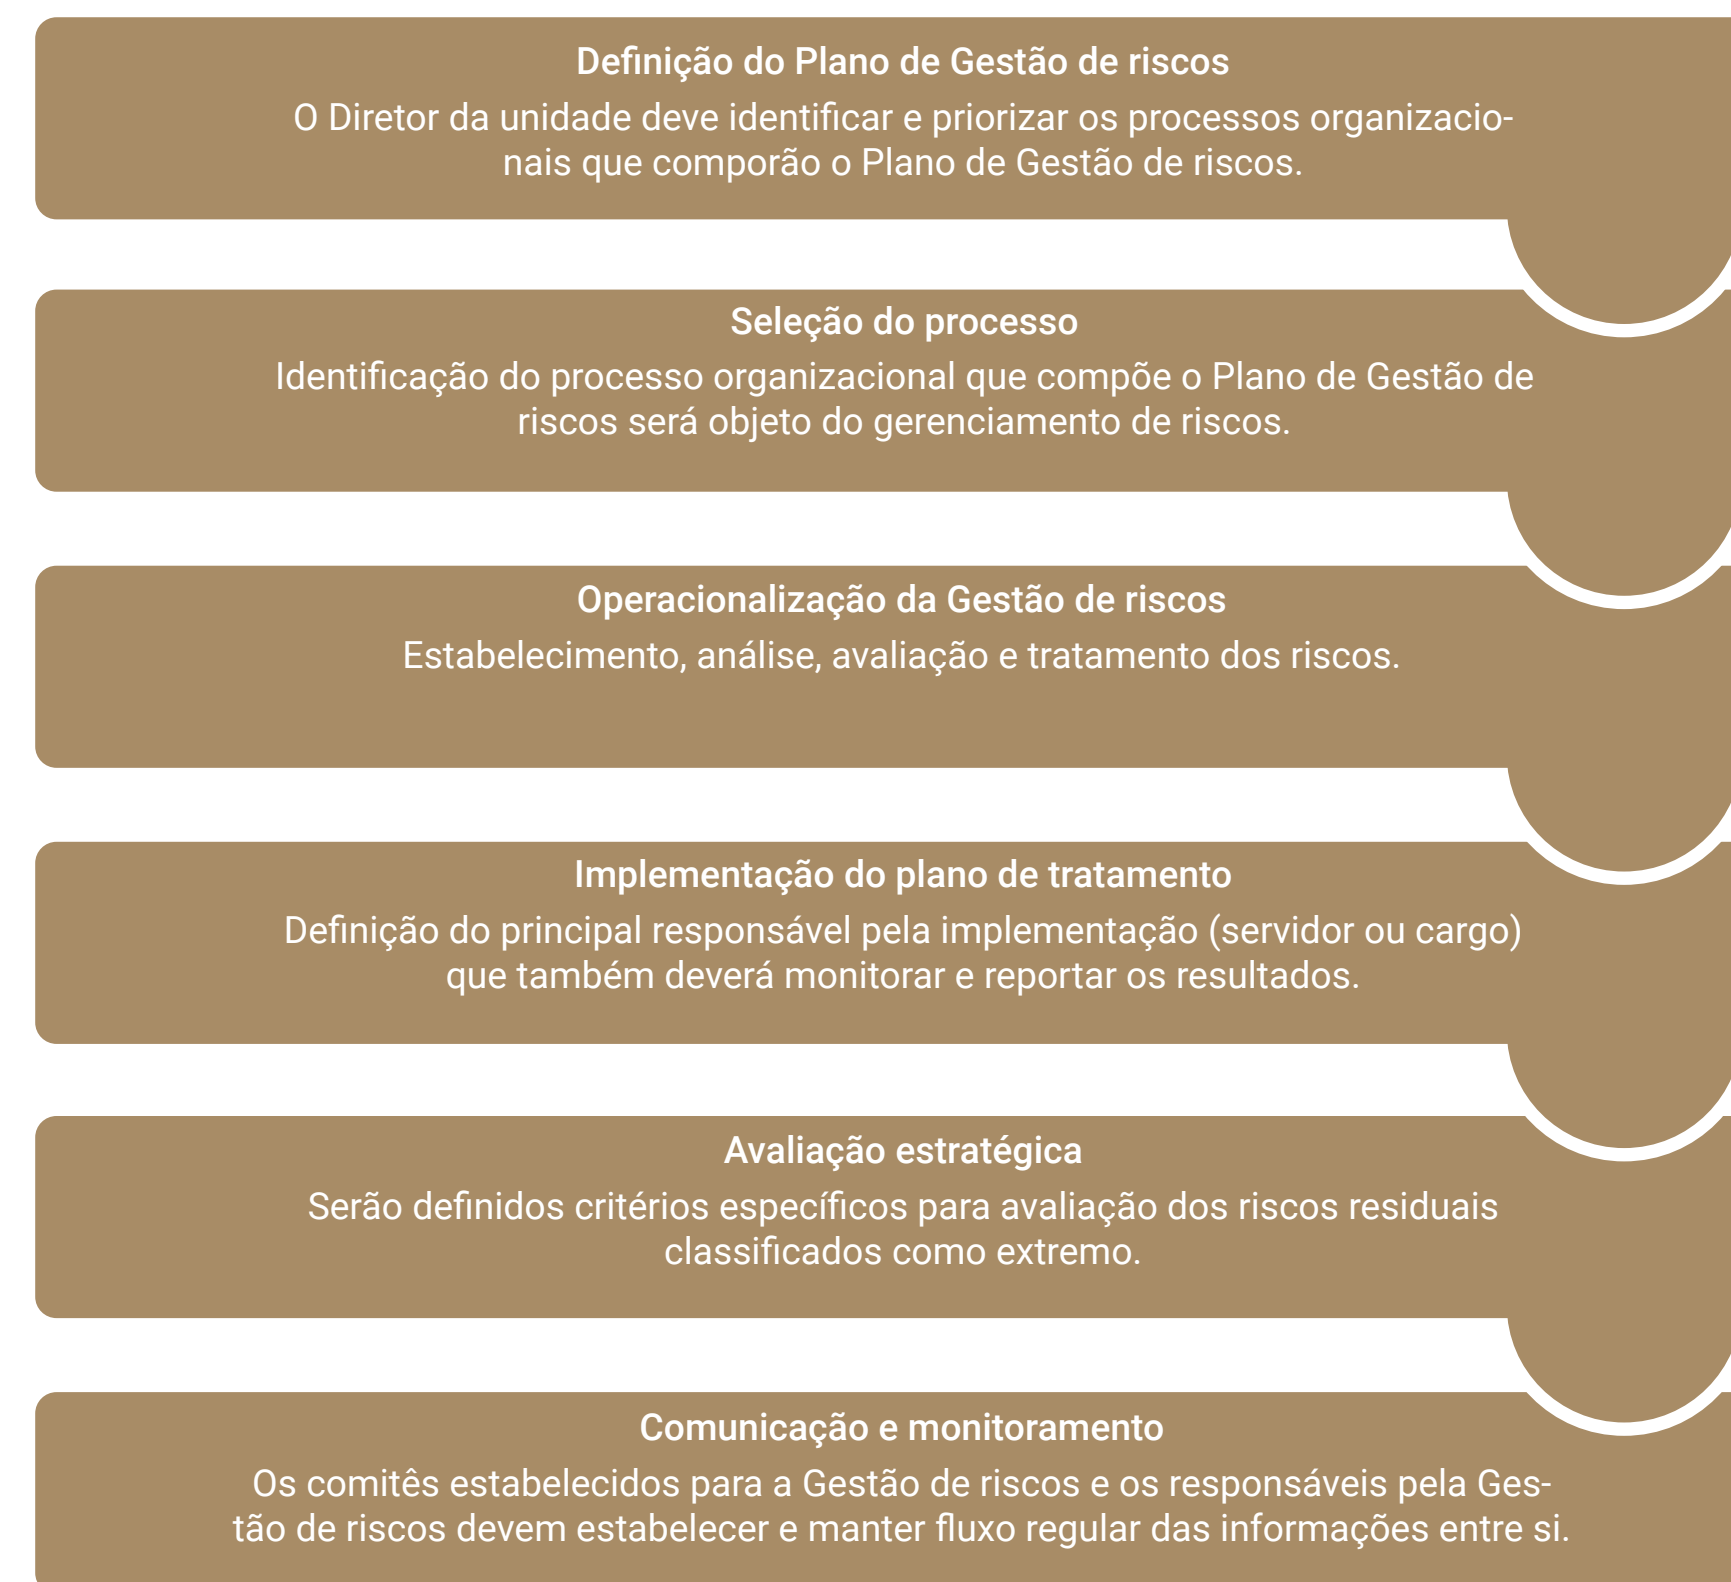 Definição do Plano de Gestão de riscos
O Diretor da unidade deve identificar e priorizar os processos organizacio-
nais que comporão o Plano de Gestão de riscos.
Seleção do processo
Identificação do processo organizacional que compõe o Plano de Gestão de
riscos será objeto do gerenciamento de riscos.
Operacionalização da Gestão de riscos
Estabelecimento, análise, avaliação e tratamento dos riscos.
Implementação do plano de tratamento
Definição do principal responsável pela implementação (servidor ou cargo)
que também deverá monitorar e reportar os resultados.
Avaliação estratégica
Serão definidos critérios específicos para avaliação dos riscos residuais
classificados como extremo.
Comunicação e monitoramento
Os comitês estabelecidos para a Gestão de riscos e os responsáveis pela Ges-
tão de riscos devem estabelecer e manter fluxo regular das informações entre si.